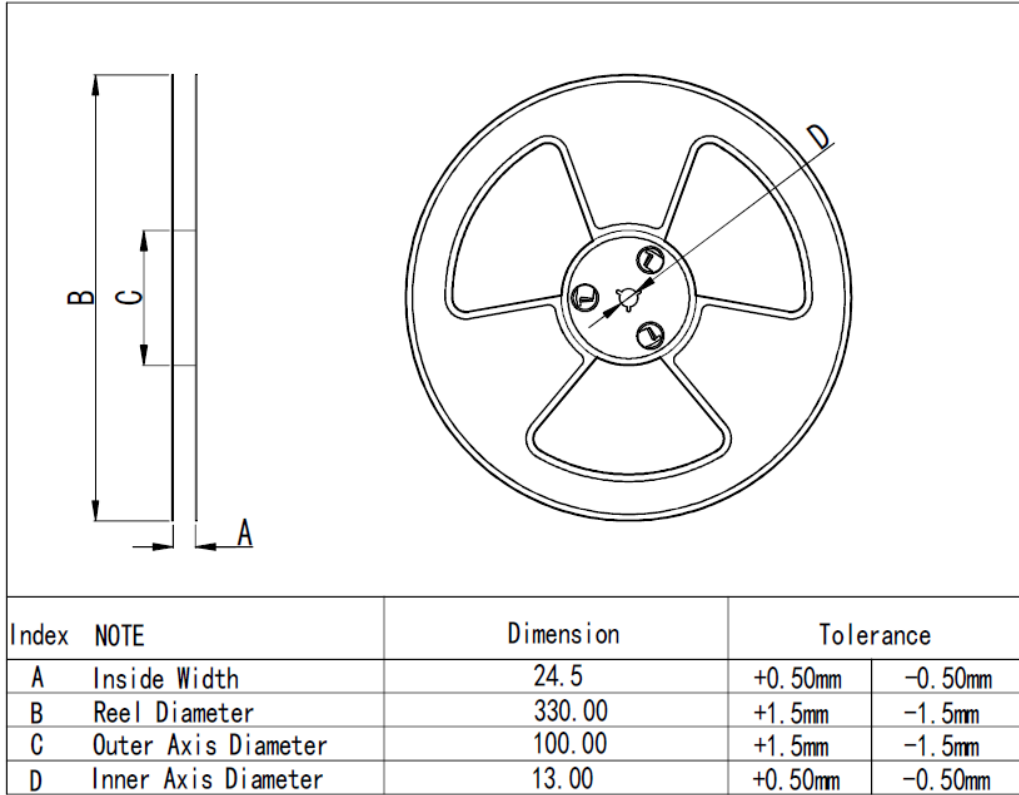 D
B
C
A
Index NOTE Dimension Tolerance
A Inside Width 24.5 +0.50mm -0.50mm
B Reel Diameter 330.00 +1.5mm -1.5mm
C Outer Axis Diameter 100.00 +1.5mm -1.5mm
D Inner Axis Diameter 13.00 +0.50mm -0.50mm